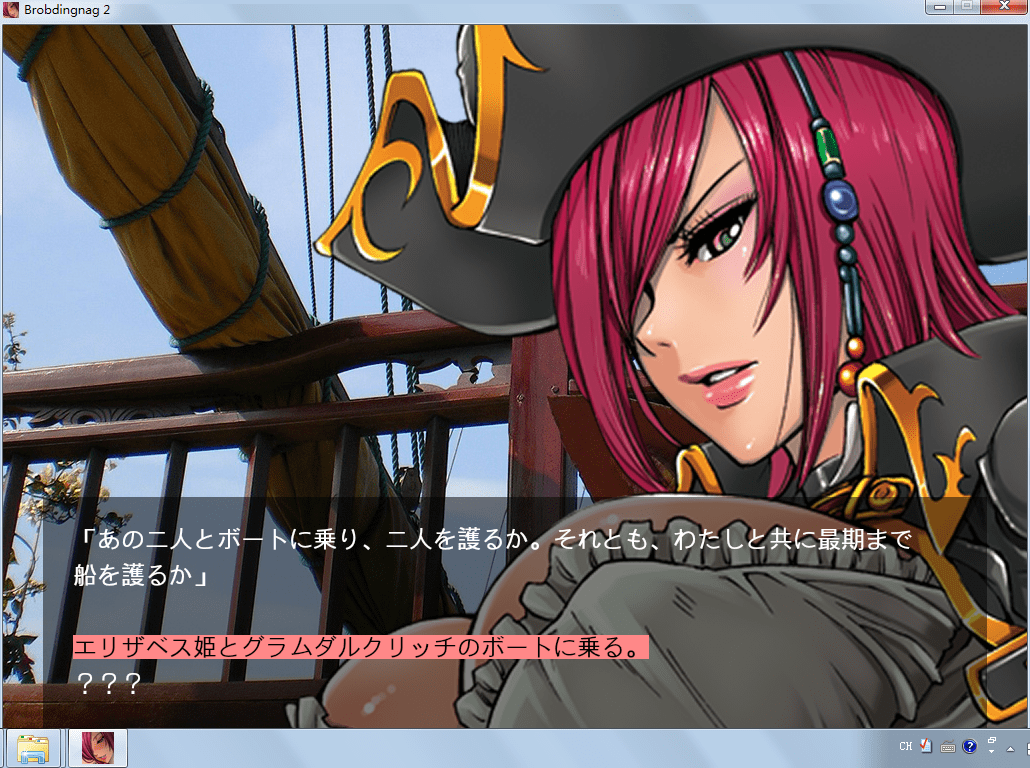 Brobdingnag 2
「あの二人とボートに乗り、二人を護るか。それとも、わたしと共に最期まで
船を護るか」
エリザベス姫とグラムダルクリッチのボートに乗る。
？？？
CH